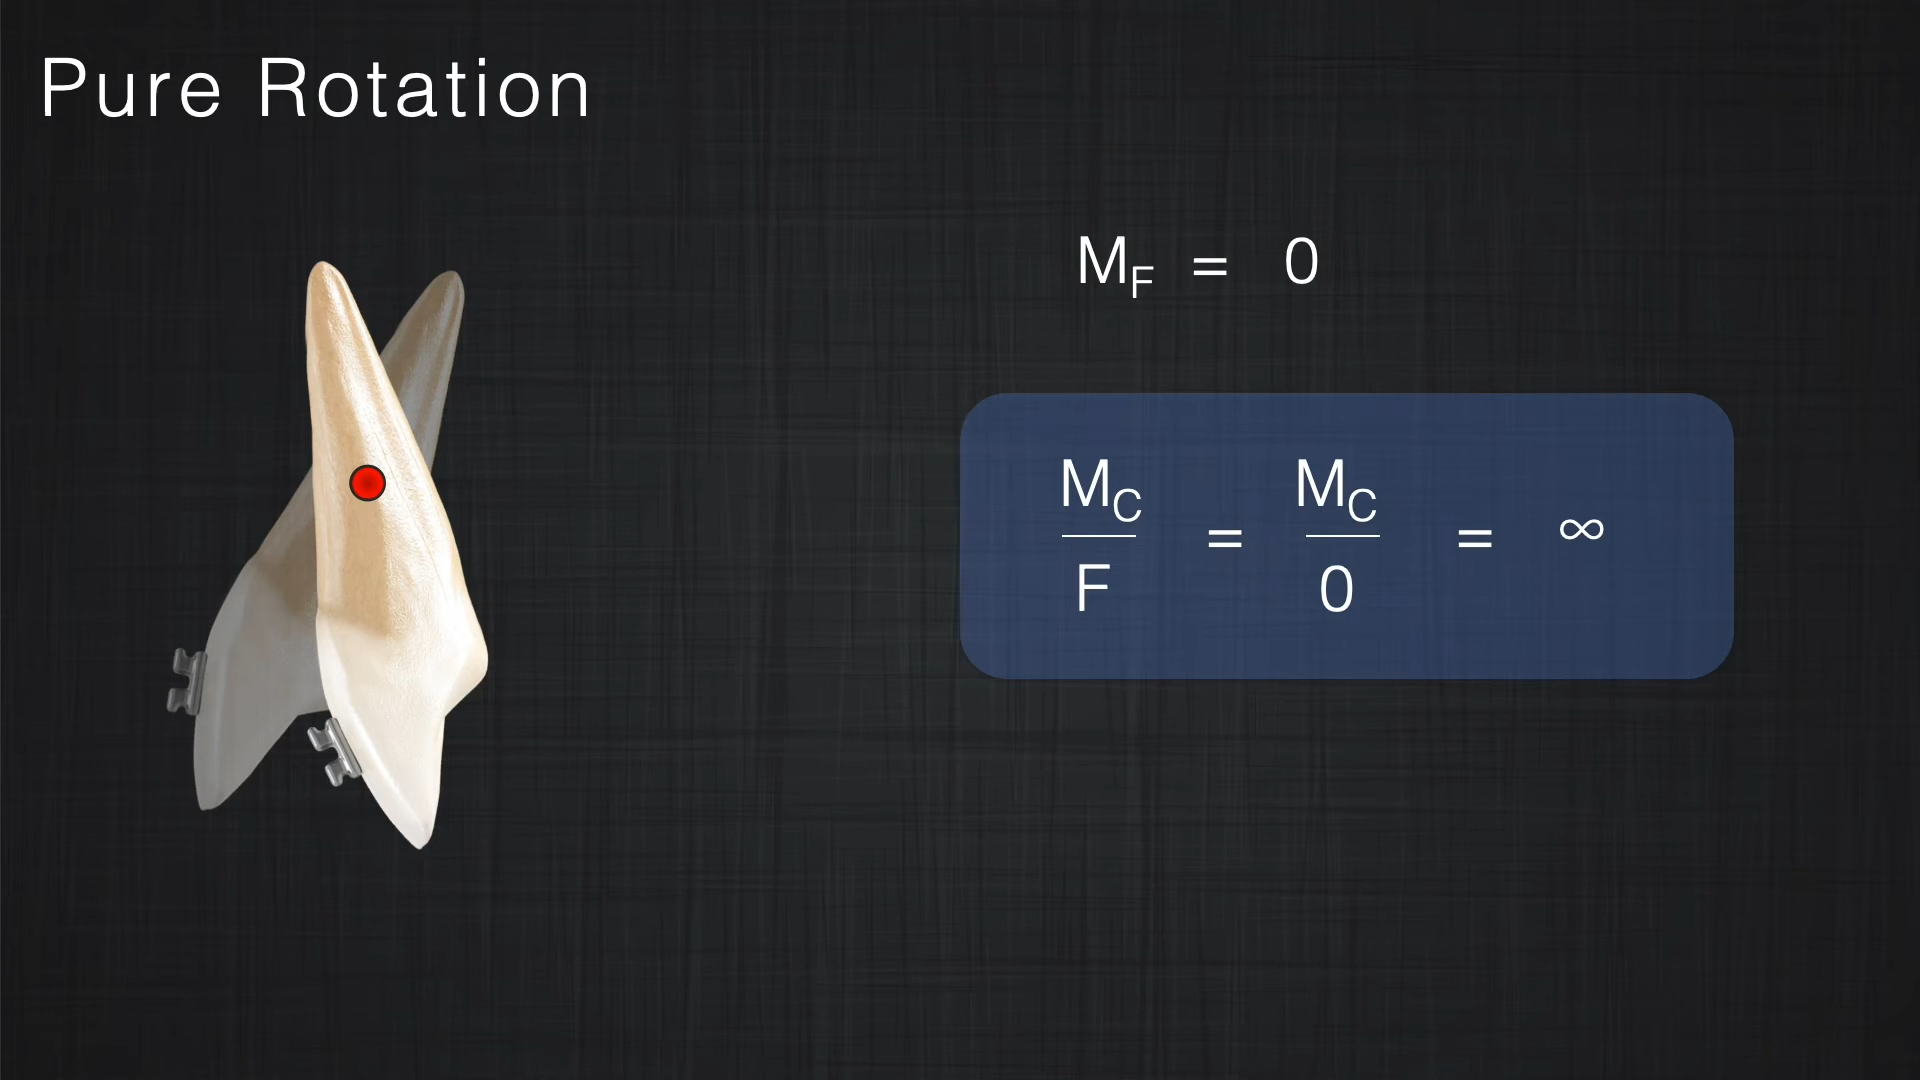 Pure Rotation
M_F = 0
M_C / F = M_C / 0 = ∞